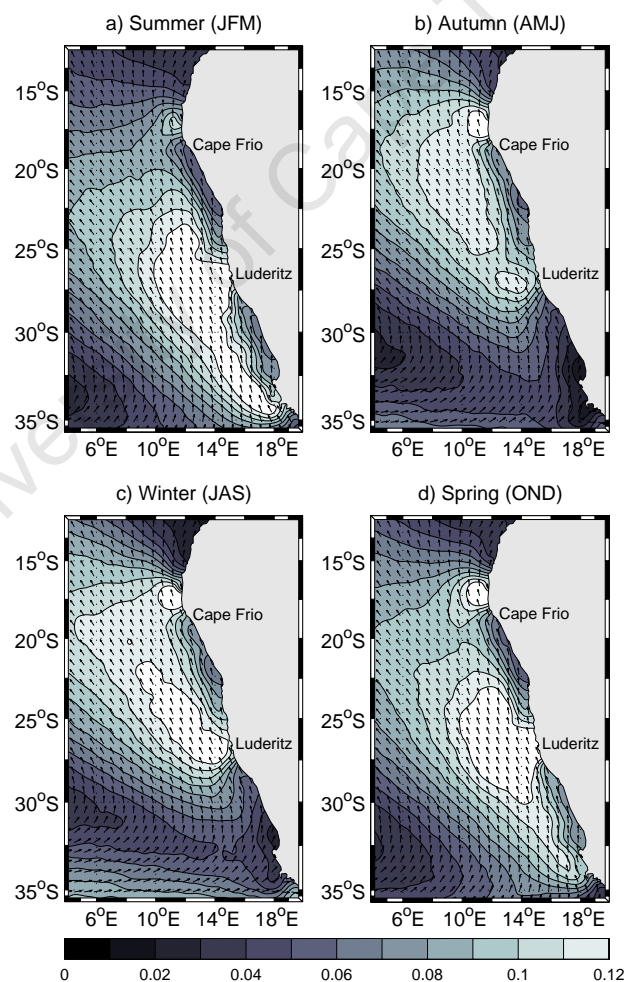 a) Summer (JFM)
b) Autumn (AMJ)
15°S
20°S
25°S
30°S
35°S
Cape Frio
Luderitz
6°E 10°E 14°E 18°E
15°S
20°S
25°S
30°S
35°S
Cape Frio
Luderitz
6°E 10°E 14°E 18°E
c) Winter (JAS)
d) Spring (OND)
15°S
20°S
25°S
30°S
35°S
Cape Frio
Luderitz
6°E 10°E 14°E 18°E
15°S
20°S
25°S
30°S
35°S
Cape Frio
Luderitz
6°E 10°E 14°E 18°E
0 0.02 0.04 0.06 0.08 0.1 0.12
of Ca